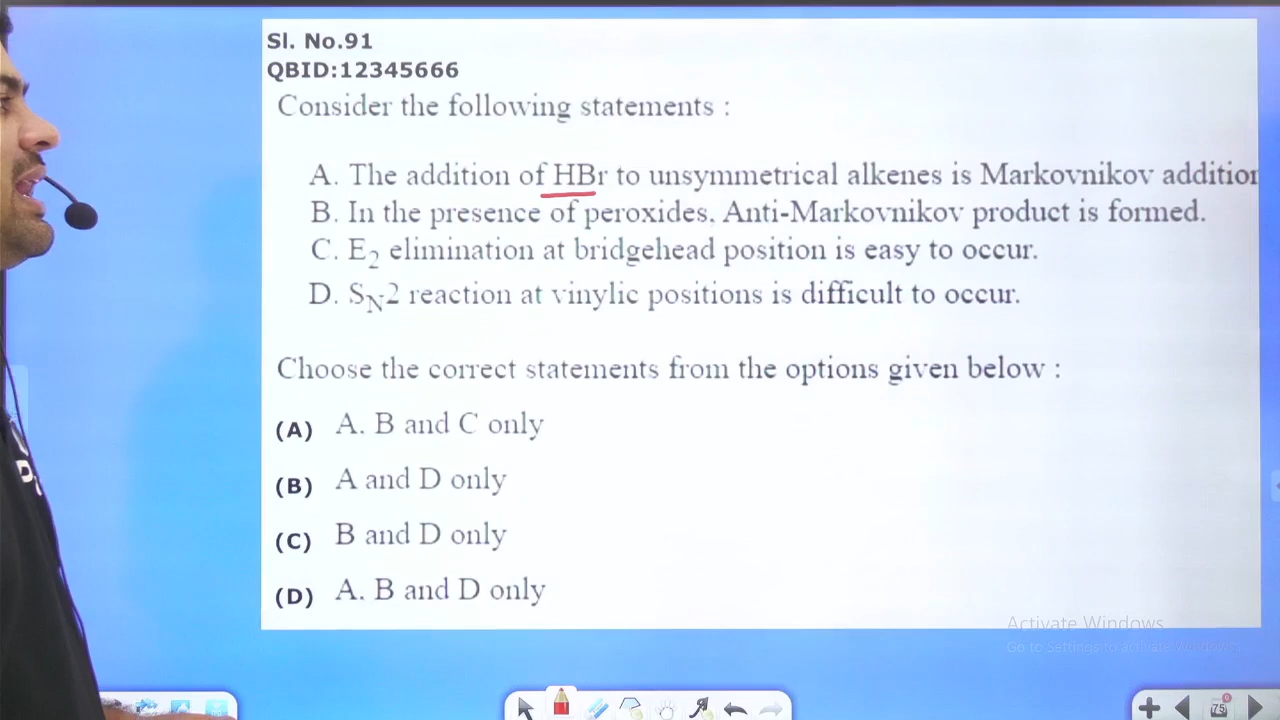 Sl. No.91
QBID:12345666
Consider the following statements :
A. The addition of HBr to unsymmetrical alkenes is Markovnikov addition
B. In the presence of peroxides, Anti-Markovnikov product is formed.
C. E2 elimination at bridgehead position is easy to occur.
D. SN2 reaction at vinylic positions is difficult to occur.
Choose the correct statements from the options given below :
(A) A. B and C only
(B) A and D only
(C) B and D only
(D) A. B and D only
Activate Windows
Go to Settings to activate Windows.
75